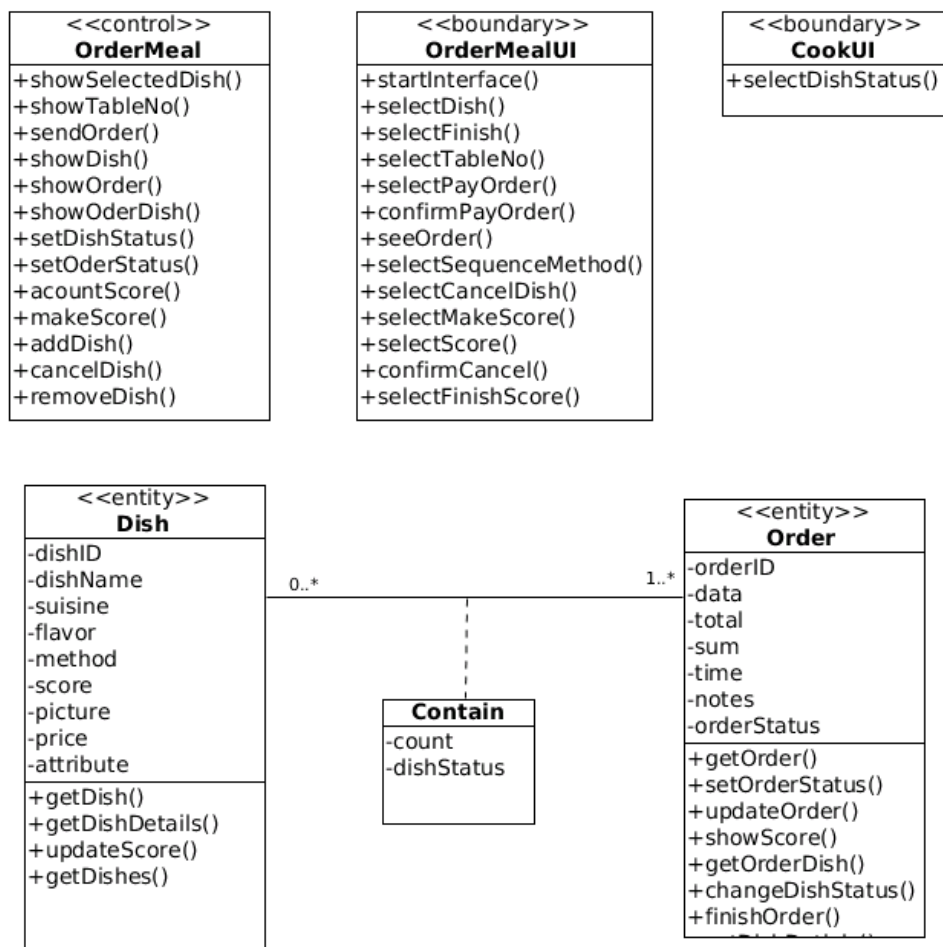 <<control>>
OrderMeal
+showSelectedDish()
+showTableNo()
+sendOrder()
+showDish()
+showOrder()
+showOderDish()
+setDishStatus()
+setOderStatus()
+acountScore()
+makeScore()
+addDish()
+cancelDish()
+removeDish()
<<boundary>>
OrderMealUI
+startInterface()
+selectDish()
+selectFinish()
+selectTableNo()
+selectPayOrder()
+confirmPayOrder()
+seeOrder()
+selectSequenceMethod()
+selectCancelDish()
+selectMakeScore()
+selectScore()
+confirmCancel()
+selectFinishScore()
<<boundary>>
CookUI
+selectDishStatus()
<<entity>>
Dish
-dishID
-dishName
-suisine
-flavor
-method
-score
-picture
-price
-attribute
+getDish()
+getDishDetails()
+updateScore()
+getDishes()
0..*
1..*
Contain
-count
-dishStatus
<<entity>>
Order
-orderID
-data
-total
-sum
-time
-notes
-orderStatus
+getOrder()
+setOrderStatus()
+updateOrder()
+showScore()
+getOrderDish()
+changeDishStatus()
+finishOrder()